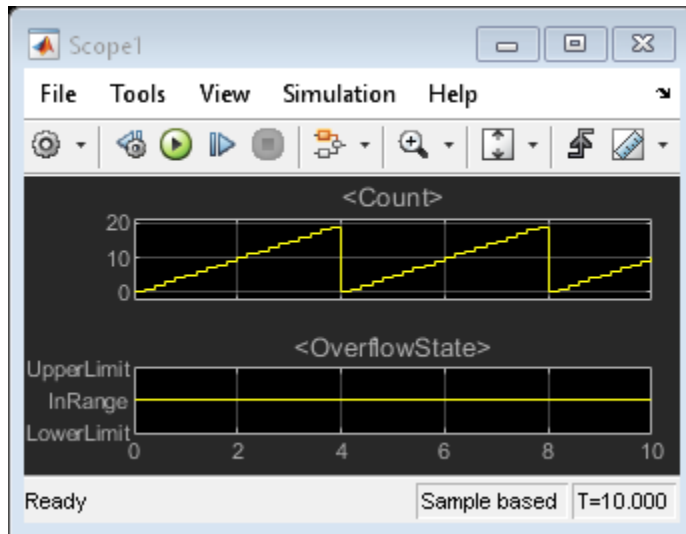 Scope1
File Tools View Simulation Help
<Count>
20
10
0
<OverflowState>
UpperLimit
InRange
LowerLimit
0 2 4 6 8 10
Ready Sample based T=10.000